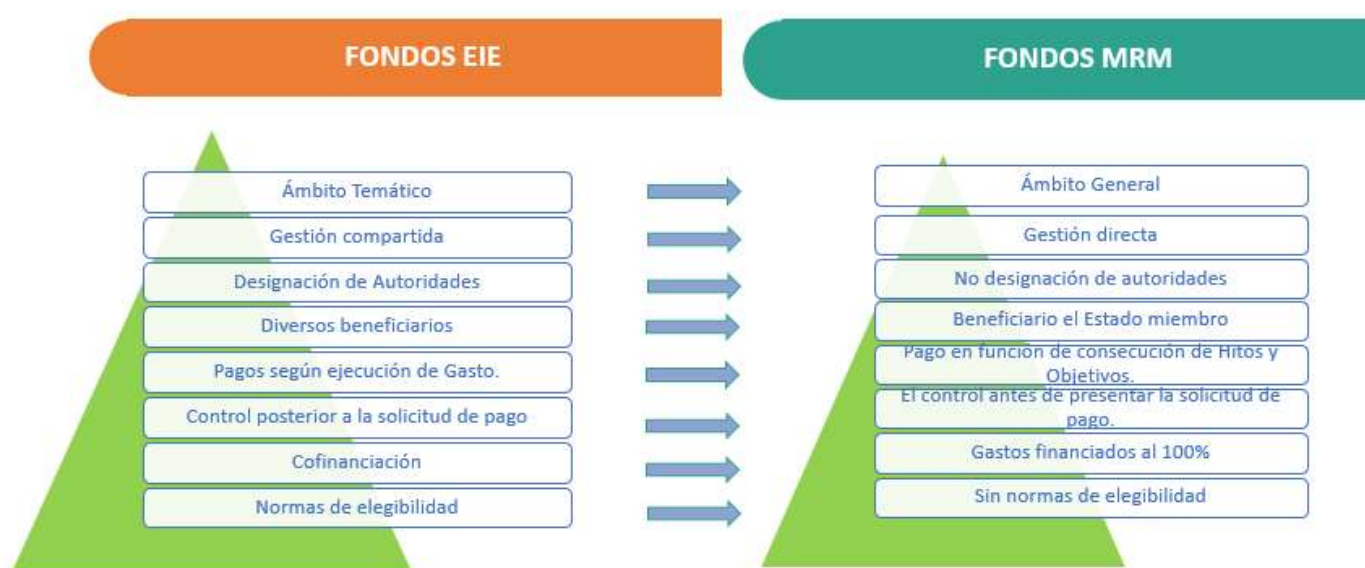 FONDOS EIE
FONDOS MRM
Ámbito Temático
Ámbito General
Gestión compartida
Gestión directa
Designación de Autoridades
No designación de autoridades
Diversos beneficiarios
Beneficiario el Estado miembro
Pagos según ejecución de Gasto.
Pago en función de consecución de Hitos y
Objetivos.
Control posterior a la solicitud de pago
El control antes de presentar la solicitud de
pago.
Cofinanciación
Gastos financiados al 100%
Normas de elegibilidad
Sin normas de elegibilidad